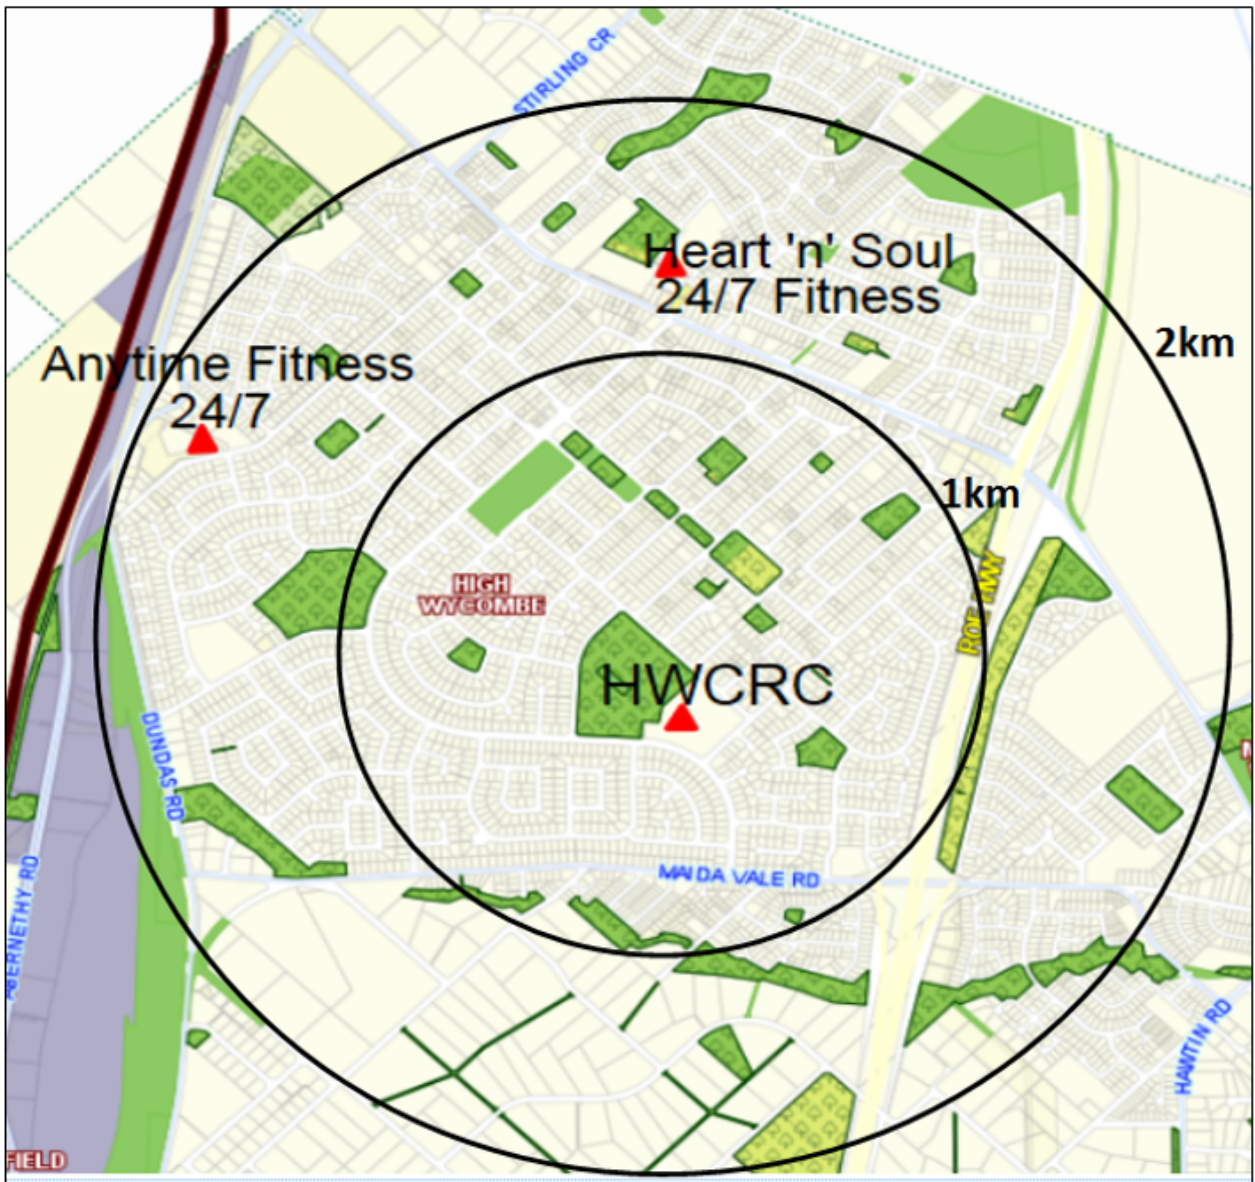 STIRLING CR
Heart 'n' Soul
24/7 Fitness
2km
Anytime Fitness
24/7
1km
HIGH
WYCOMBE
ROE HWY
HWCRC
DUNDAS RD
MAIDA VALE RD
ABERNETHY RD
HAWTIN RD
FIELD